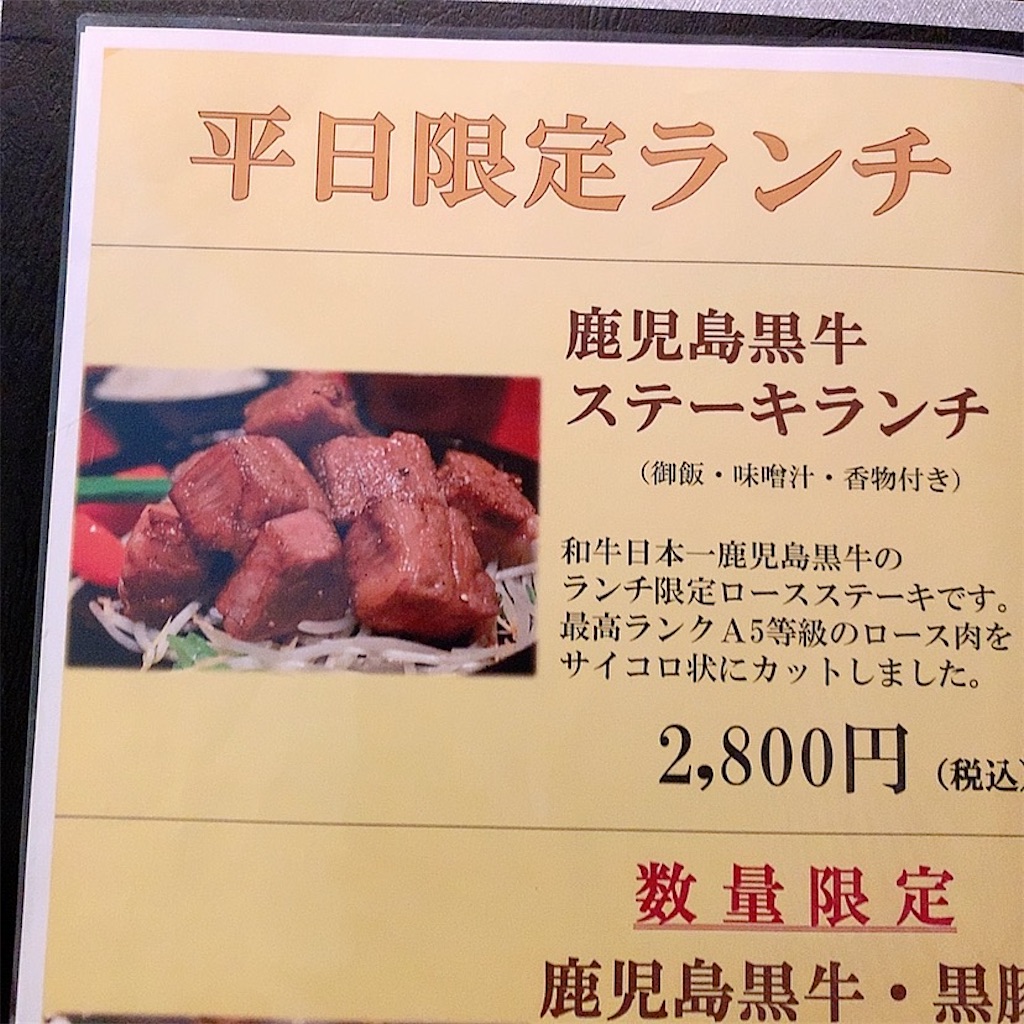 平日限定ランチ
鹿児島黒牛
ステーキランチ
（御飯・味噌汁・香物付き）
和牛日本一鹿児島黒牛の
ランチ限定ロースステーキです。
最高ランクA5等級のロース肉を
サイコロ状にカットしました。
2,800円（税込）
数量限定
鹿児島黒牛・黒豚